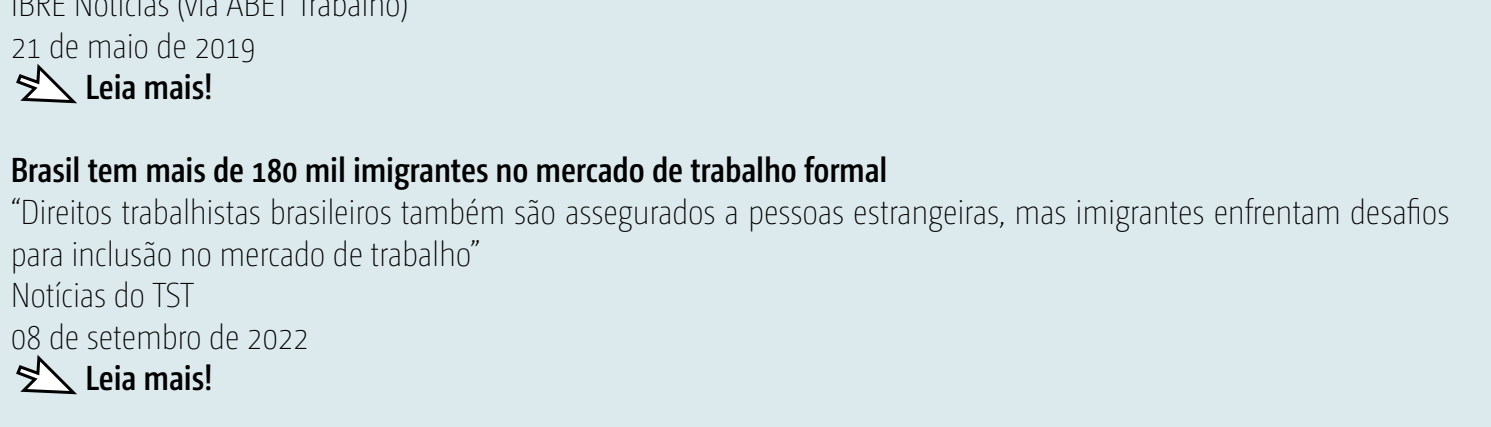 IBRE Notícias (via ABET Trabalho)
21 de maio de 2019
Leia mais!
Brasil tem mais de 180 mil imigrantes no mercado de trabalho formal
“Direitos trabalhistas brasileiros também são assegurados a pessoas estrangeiras, mas imigrantes enfrentam desafios
para inclusão no mercado de trabalho”
Notícias do TST
08 de setembro de 2022
Leia mais!